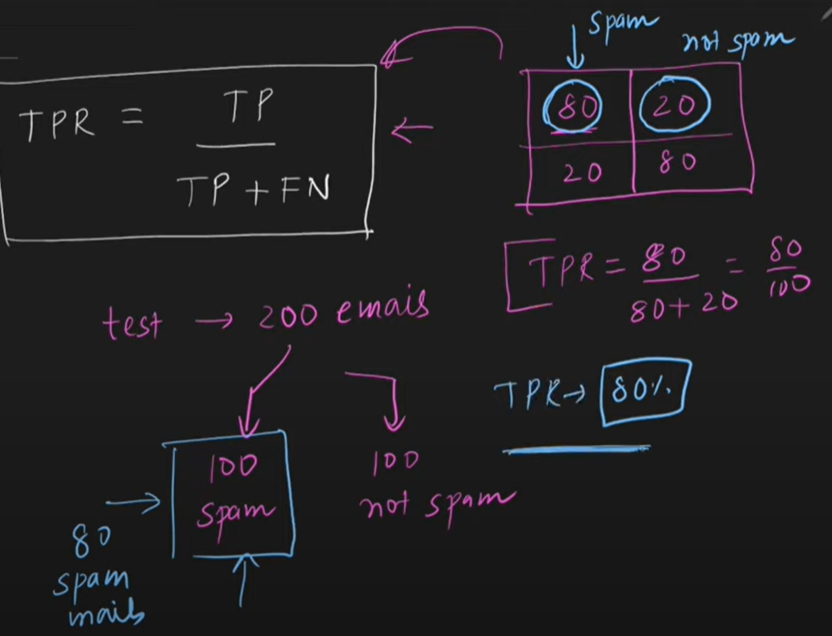 spam
not spam
TPR = TP / TP + FN
80 20
20 80
TPR = 80 / 80 + 20 = 80 / 100
test → 200 emais
TPR → 80%
100 spam
100 not spam
80 spam mails